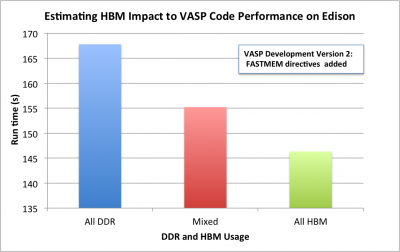 Estimating HBM Impact to VASP Code Performance on Edison
VASP Development Version 2:
FASTMEM directives added
Run time (s)
170
165
160
155
150
145
140
135
All DDR
Mixed
All HBM
DDR and HBM Usage